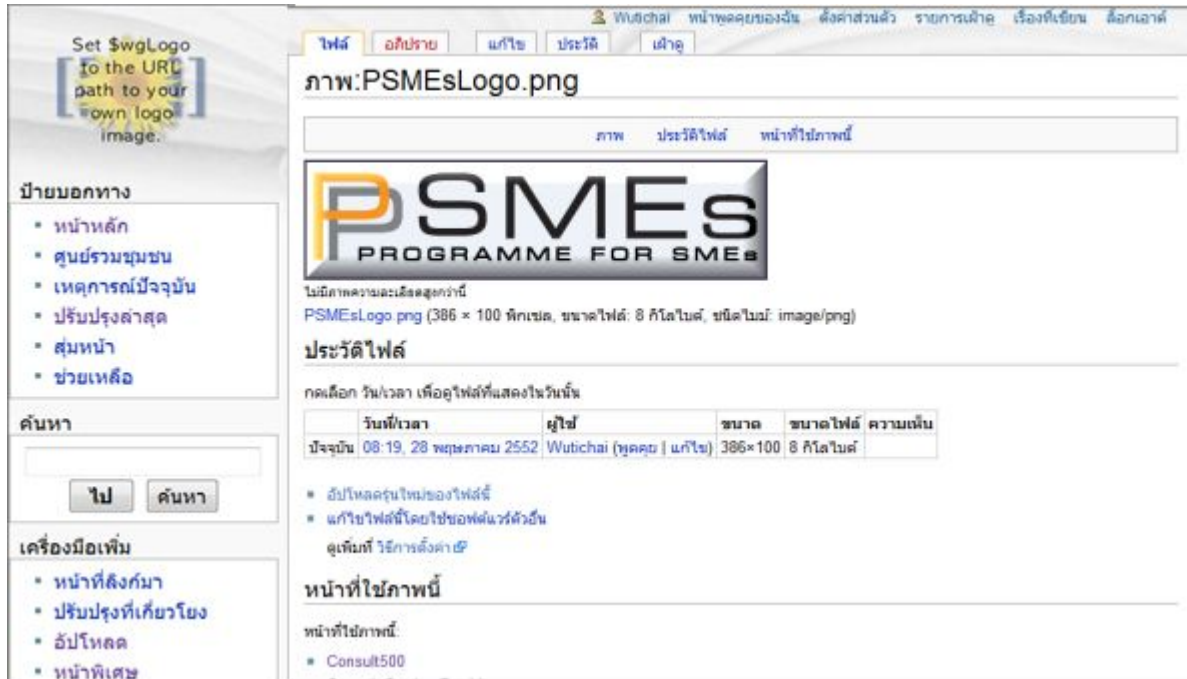 Set $wgLogo
to the URL
path to your
own logo
image.
Wutichai หน้าพูดคุยของฉัน ตั้งค่าส่วนตัว รายการเฝ้าดู เรื่องที่เขียน ล็อกเอาต์
ไฟล์ อภิปราย แก้ไข ประวัติ เฝ้าดู
ภาพ:PSMEsLogo.png
ภาพ ประวัติไฟล์ หน้าที่ใช้ภาพนี้
PSMEs
PROGRAMME FOR SMEs
ไม่มีภาพความละเอียดสูงกว่านี้
PSMEsLogo.png (386 × 100 พิกเซล, ขนาดไฟล์: 8 กิโลไบต์, ชนิดไมม์: image/png)
ประวัติไฟล์
กดเลือก วัน/เวลา เพื่อดูไฟล์ที่แสดงในวันนั้น
วันที่/เวลา ผู้ใช้ ขนาด ขนาดไฟล์ ความเห็น
ปัจจุบัน 08:19, 28 พฤษภาคม 2552 Wutichai (พูดคุย | แก้ไข) 386×100 8 กิโลไบต์
อัปโหลดรุ่นใหม่ของไฟล์นี้
แก้ไขไฟล์นี้โดยใช้ซอฟต์แวร์ตัวอื่น
ดูเพิ่มที่ วิธีการตั้งค่า
หน้าที่ใช้ภาพนี้
หน้าที่ใช้ภาพนี้:
Consult500
ป้ายบอกทาง
หน้าหลัก
ศูนย์รวมชุมชน
เหตุการณ์ปัจจุบัน
ปรับปรุงล่าสุด
สุ่มหน้า
ช่วยเหลือ
ค้นหา
ไป ค้นหา
เครื่องมือเพิ่ม
หน้าที่ลิงก์มา
ปรับปรุงที่เกี่ยวโยง
อัปโหลด
หน้าพิเศษ